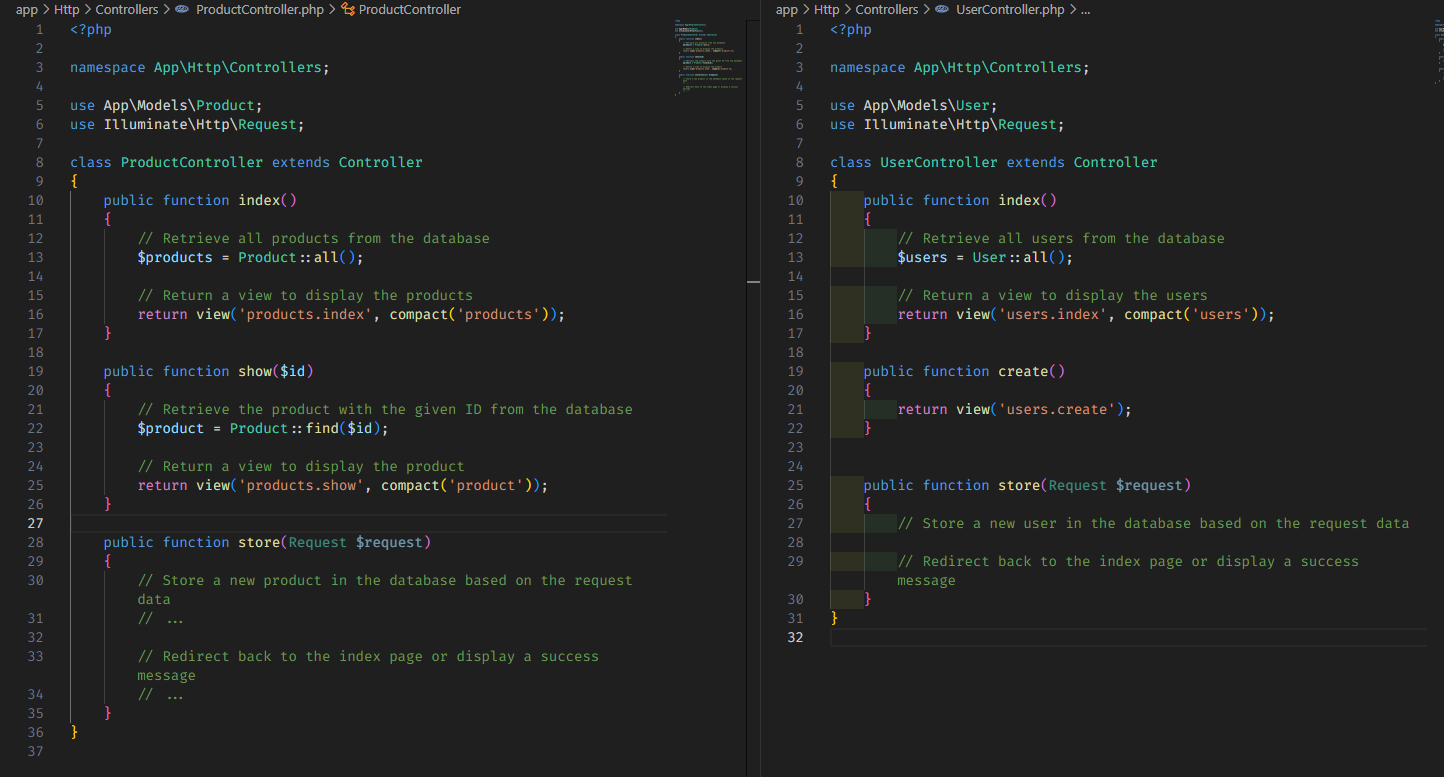 app > Http > Controllers > ProductController.php > ProductController
1 <?php
2
3 namespace App\Http\Controllers;
4
5 use App\Models\Product;
6 use Illuminate\Http\Request;
7
8 class ProductController extends Controller
9 {
10 public function index()
11 {
12 // Retrieve all products from the database
13 $products = Product::all();
14
15 // Return a view to display the products
16 return view('products.index', compact('products'));
17 }
18
19 public function show($id)
20 {
21 // Retrieve the product with the given ID from the database
22 $product = Product::find($id);
23
24 // Return a view to display the product
25 return view('products.show', compact('product'));
26 }
27
28 public function store(Request $request)
29 {
30 // Store a new product in the database based on the request
data
31 // ...
32
33 // Redirect back to the index page or display a success
message
34 // ...
35 }
36 }
37
app > Http > Controllers > UserController.php > ...
1 <?php
2
3 namespace App\Http\Controllers;
4
5 use App\Models\User;
6 use Illuminate\Http\Request;
7
8 class UserController extends Controller
9 {
10 public function index()
11 {
12 // Retrieve all users from the database
13 $users = User::all();
14
15 // Return a view to display the users
16 return view('users.index', compact('users'));
17 }
18
19 public function create()
20 {
21 return view('users.create');
22 }
23
24
25 public function store(Request $request)
26 {
27 // Store a new user in the database based on the request data
28
29 // Redirect back to the index page or display a success
message
30 }
31 }
32